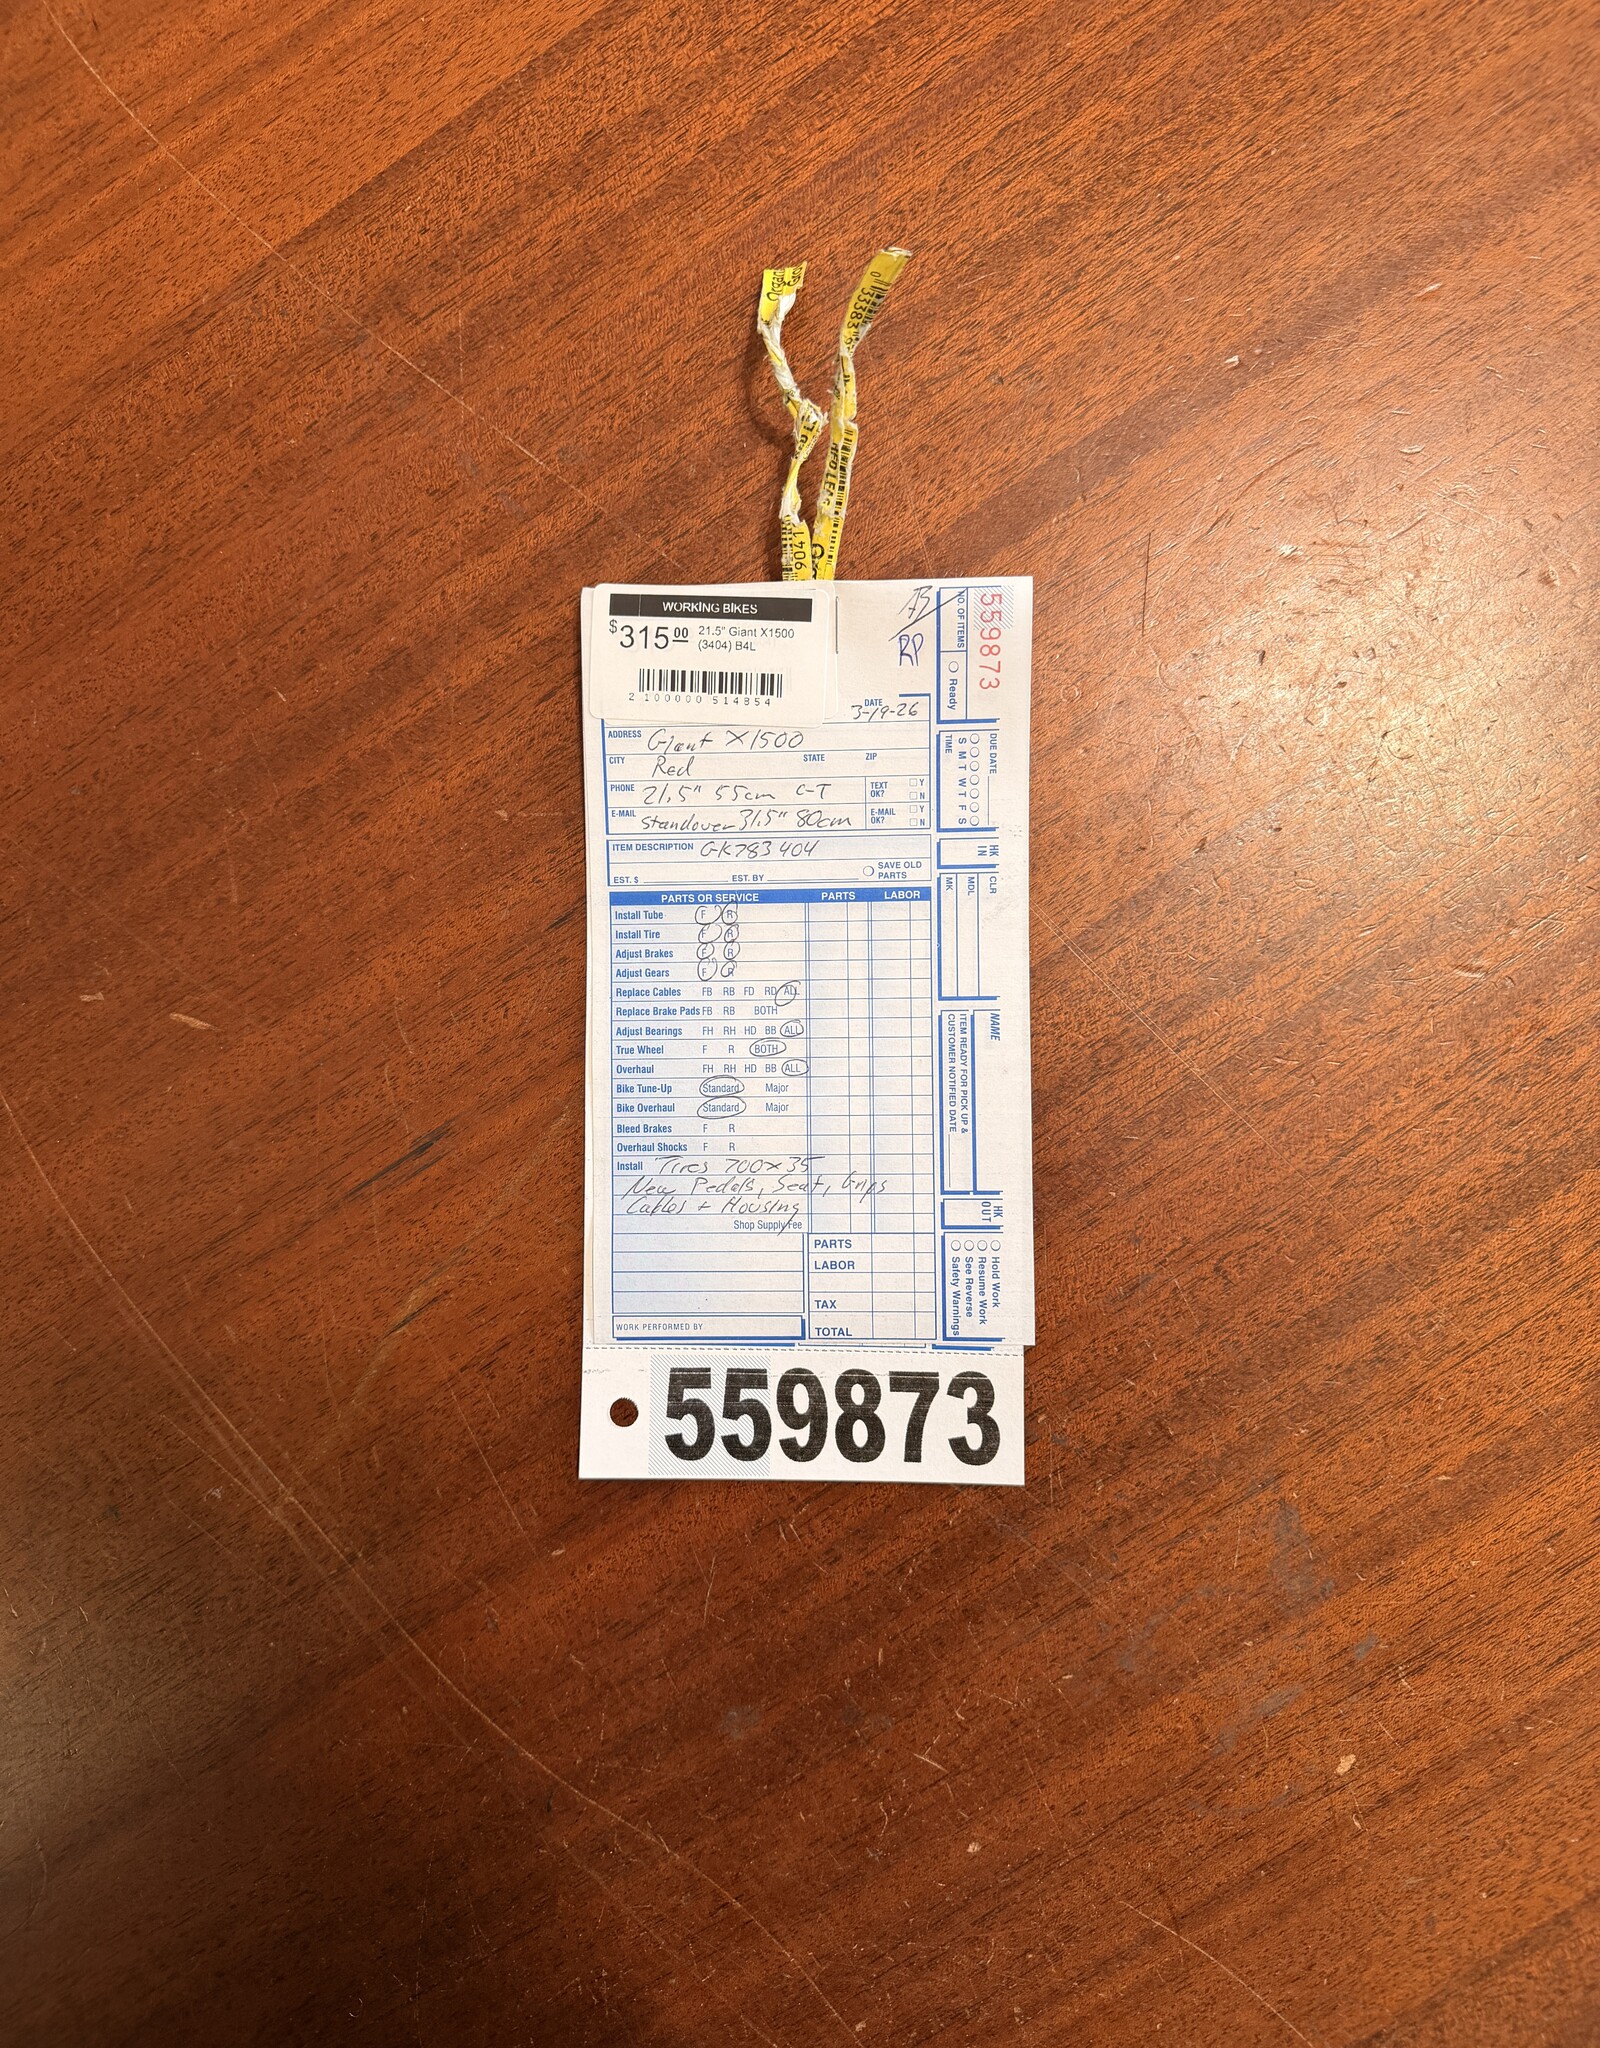 WORKING BIKES
$315.00 21.5" Giant X1500
(3404) B4L
2 100000 514854
RP
559873
NO. OF ITEMS
Ready
DATE
3-19-26
ADDRESS Giant X1500
CITY Red STATE ZIP
PHONE 21.5" 55cm C-T TEXT OK? Y N
E-MAIL Standover 31.5" 80cm E-MAIL OK? Y N
ITEM DESCRIPTION GK783404
EST. $ EST. BY SAVE OLD PARTS
PARTS OR SERVICE PARTS LABOR
Install Tube F R
Install Tire F R
Adjust Brakes F R
Adjust Gears F R
Replace Cables FB RB FD RD ALL
Replace Brake Pads FB RB BOTH
Adjust Bearings FH RH HD BB ALL
True Wheel F R BOTH
Overhaul FH RH HD BB ALL
Bike Tune-Up Standard Major
Bike Overhaul Standard Major
Bleed Brakes F R
Overhaul Shocks F R
Install Tires 700x35
New Pedals, Seat, Grips
Cables + Housing
Shop Supply Fee
PARTS
LABOR
TAX
TOTAL
WORK PERFORMED BY
DUE DATE
S M T W T F S
TIME
HK IN
CLR
MDL
MK
NAME
ITEM READY FOR PICK UP &
CUSTOMER NOTIFIED DATE
HK OUT
Hold Work
Resume Work
See Reverse
Safety Warnings
559873